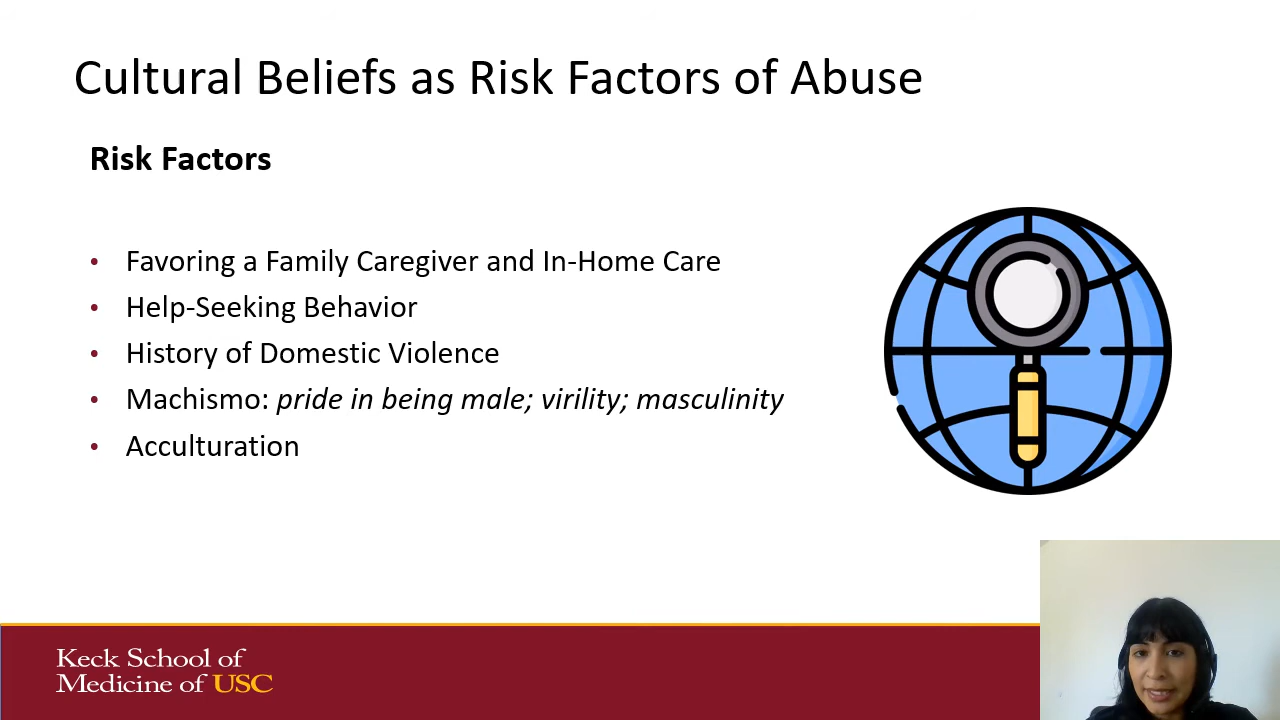 Cultural Beliefs as Risk Factors of Abuse
Risk Factors
• Favoring a Family Caregiver and In-Home Care
• Help-Seeking Behavior
• History of Domestic Violence
• Machismo: pride in being male; virility; masculinity
• Acculturation
Keck School of
Medicine of USC